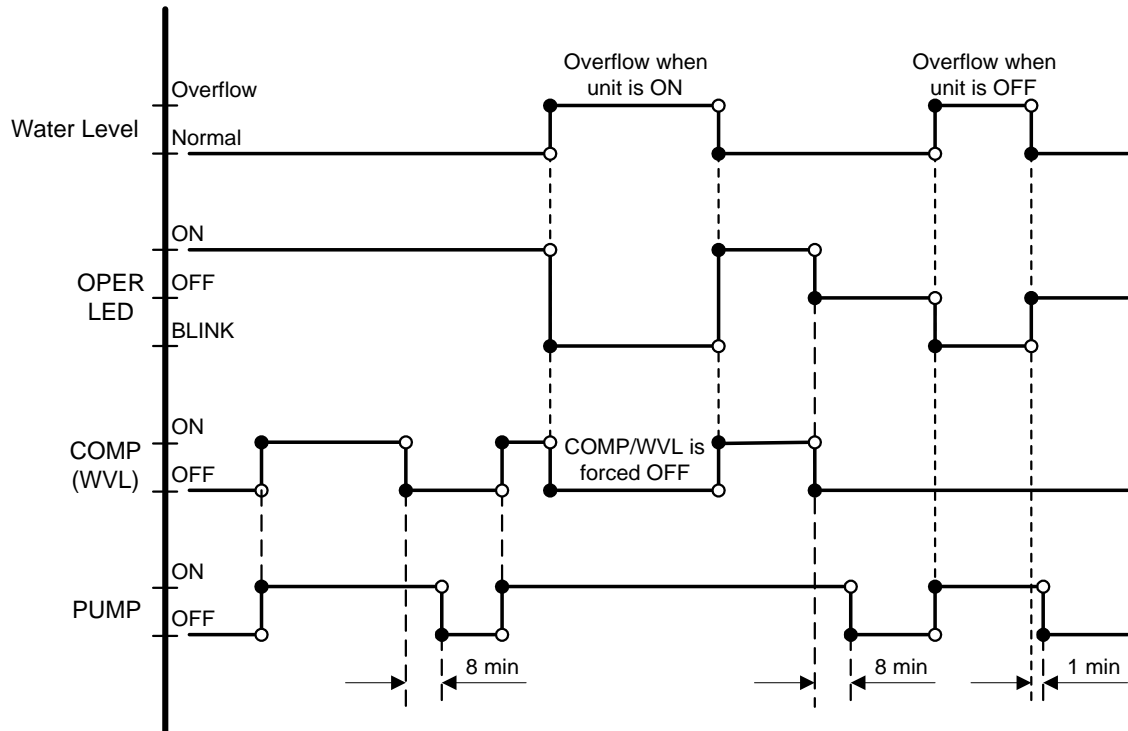 Overflow when
unit is ON
Overflow when
unit is OFF
Overflow
Water Level
Normal
ON
OPER
LED
OFF
BLINK
ON
COMP
(WVL)
OFF
COMP/WVL is
forced OFF
ON
PUMP
OFF
8 min
8 min
1 min